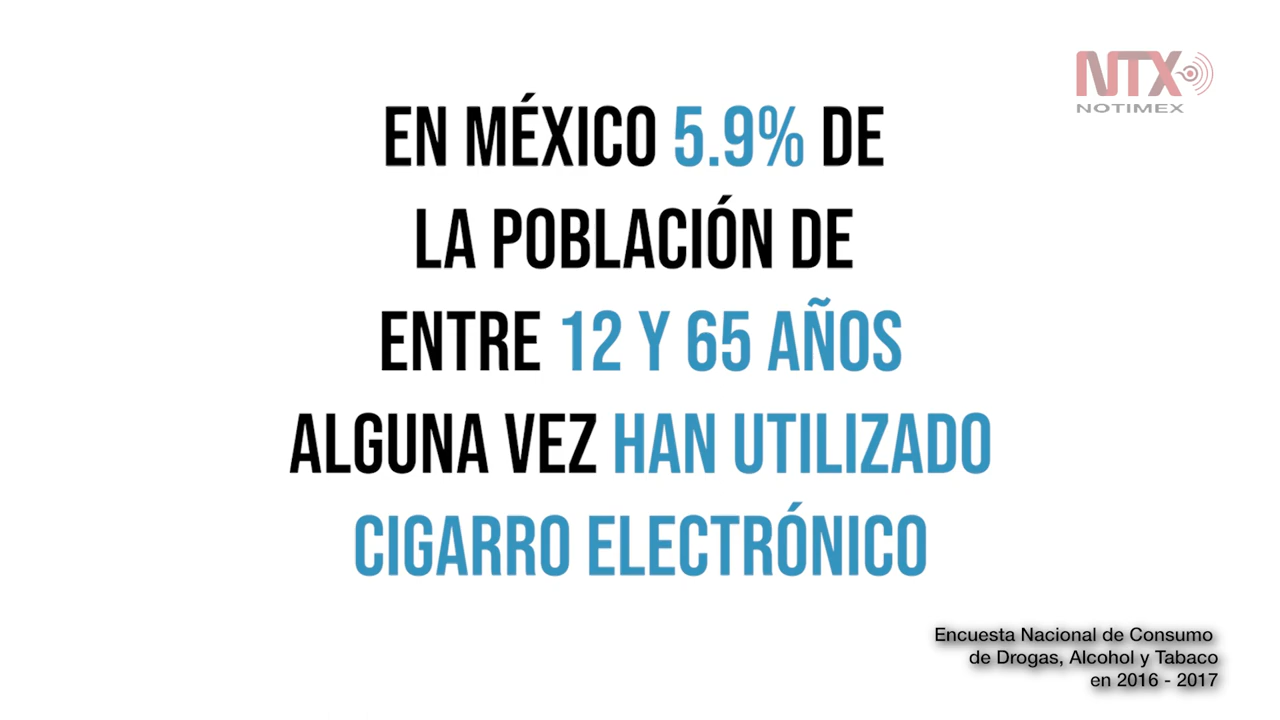 NTX
NOTIMEX
EN MÉXICO 5.9% DE
LA POBLACIÓN DE
ENTRE 12 Y 65 AÑOS
ALGUNA VEZ HAN UTILIZADO
CIGARRO ELECTRÓNICO
Encuesta Nacional de Consumo
de Drogas, Alcohol y Tabaco
en 2016 - 2017